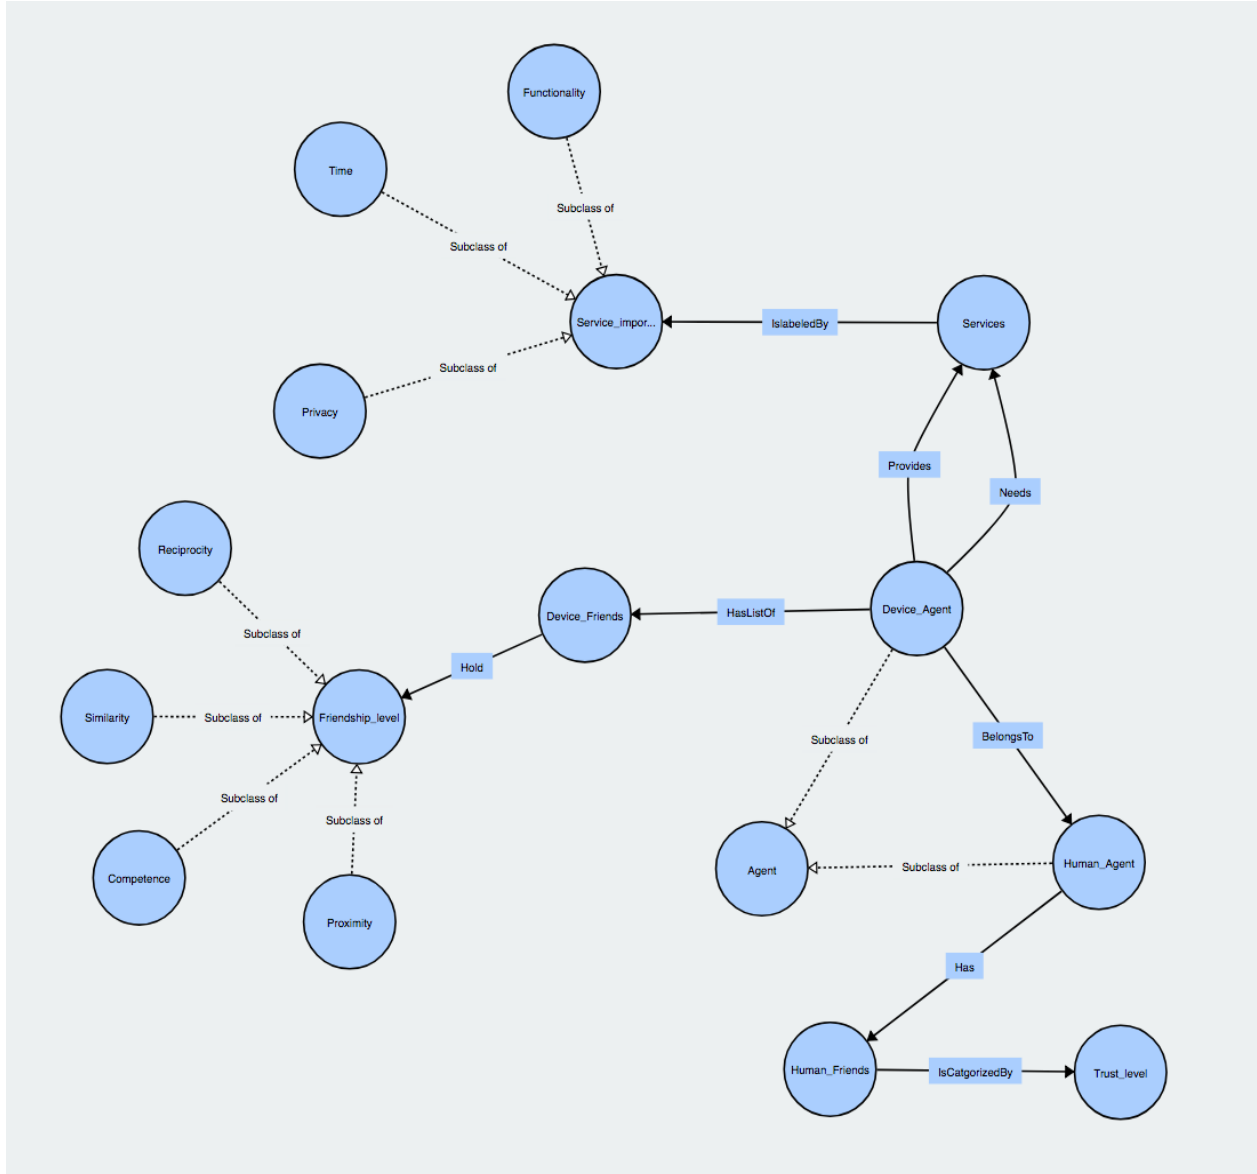 Functionality
Time
Subclass of
Subclass of
Service_impor...
IslabeledBy
Services
Subclass of
Privacy
Provides
Needs
Reciprocity
Device_Friends
HasListOf
Device_Agent
Subclass of
Hold
Similarity
Subclass of
Friendship_level
Subclass of
BelongsTo
Subclass of
Subclass of
Competence
Proximity
Agent
Subclass of
Human_Agent
Has
Human_Friends
IsCatgorizedBy
Trust_level